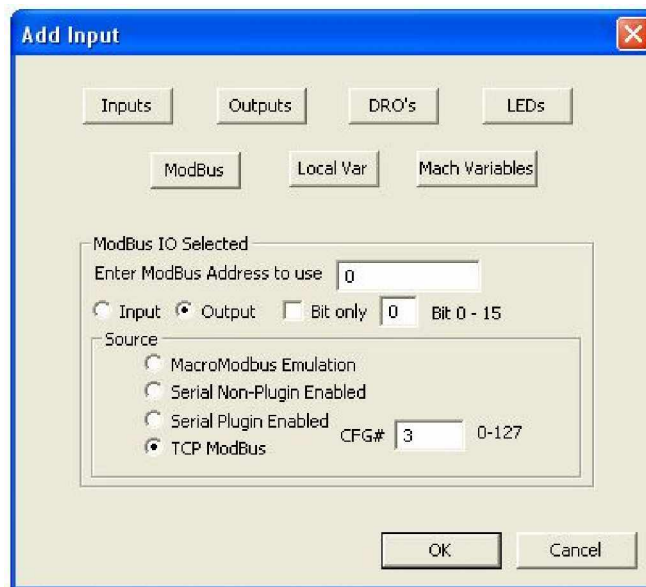 Add Input
Inputs Outputs DRO's LEDs
ModBus Local Var Mach Variables
ModBus IO Selected
Enter ModBus Address to use 0
Input Output Bit only 0 Bit 0 - 15
Source
MacroModbus Emulation
Serial Non-Plugin Enabled
Serial Plugin Enabled
TCP ModBus CFG# 3 0-127
OK Cancel